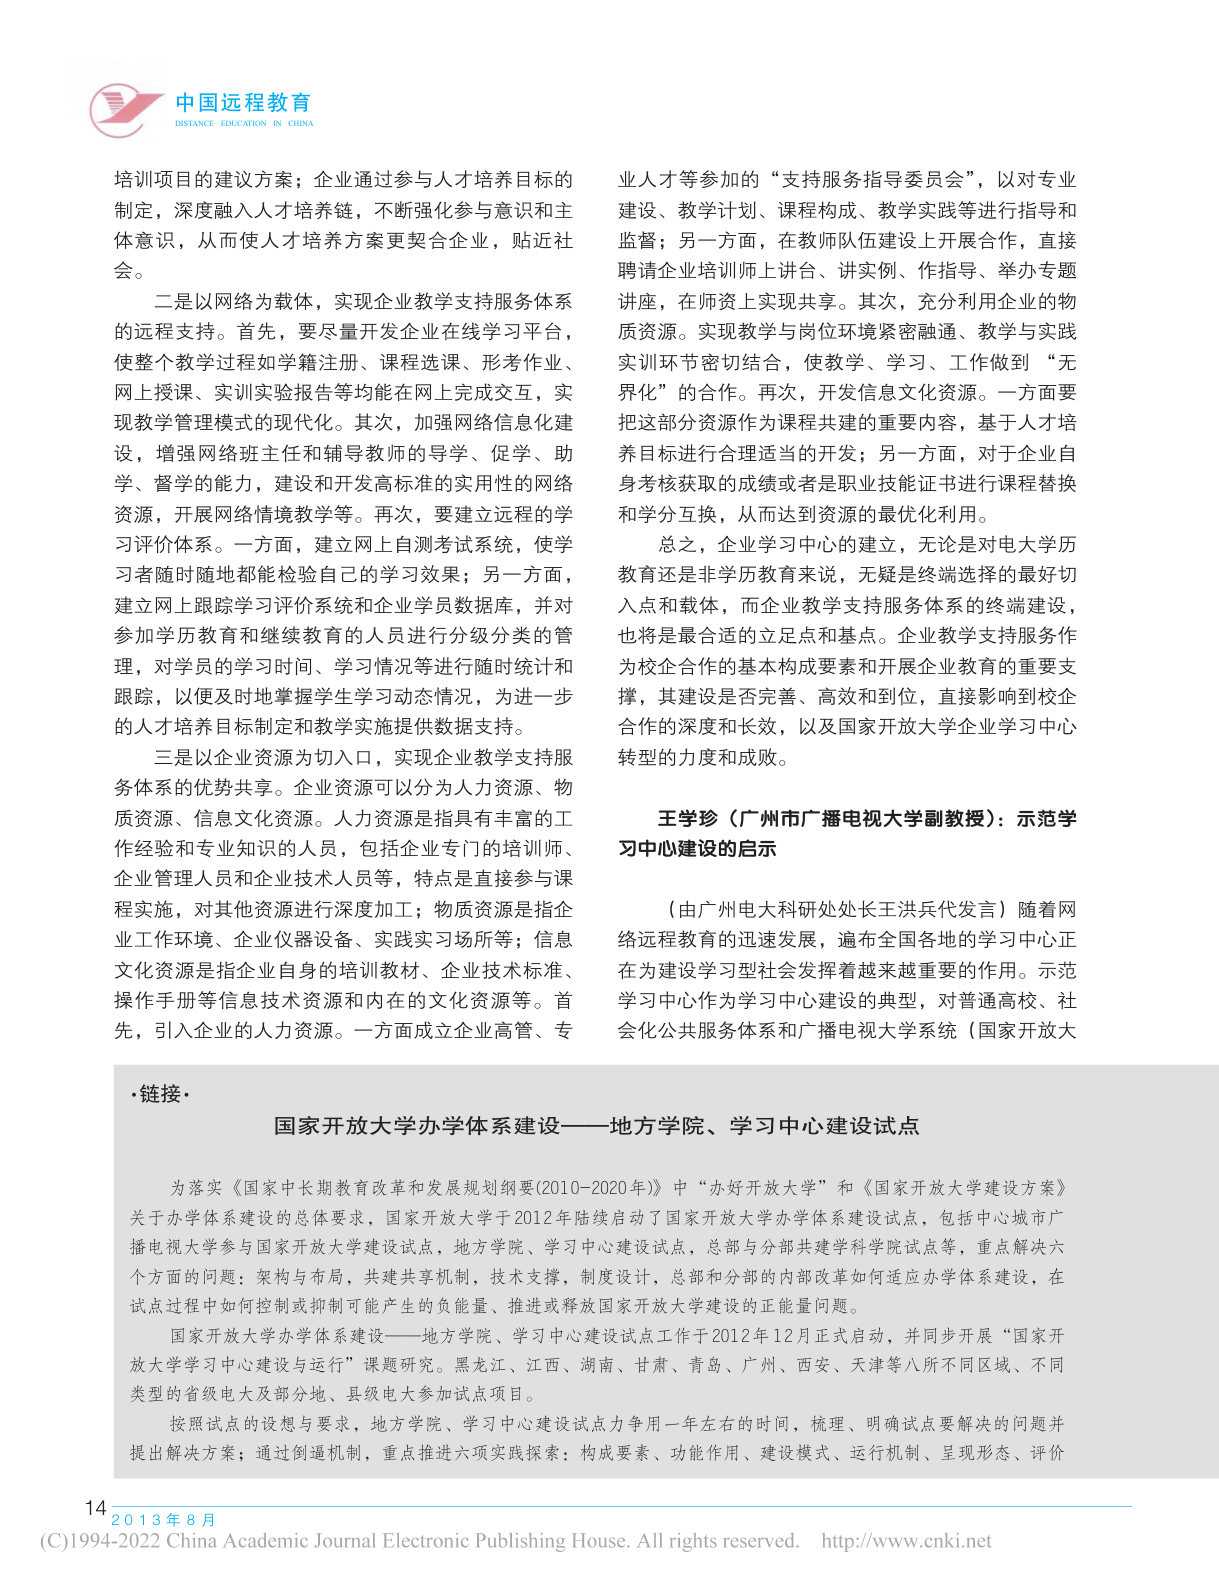 中国远程教育
DISTANCE EDUCATION IN CHINA
培训项目的建议方案；企业通过参与人才培养目标的
制定，深度融入人才培养链，不断强化参与意识和主
体意识，从而使人才培养方案更契合企业，贴近社
会。
二是以网络为载体，实现企业教学支持服务体系
的远程支持。首先，要尽量开发企业在线学习平台，
使整个教学过程如学籍注册、课程选课、形考作业、
网上授课、实训实验报告等均能在网上完成交互，实
现教学管理模式的现代化。其次，加强网络信息化建
设，增强网络班主任和辅导教师的导学、促学、助
学、督学的能力，建设和开发高标准的实用性的网络
资源，开展网络情境教学等。再次，要建立远程的学
习评价体系。一方面，建立网上自测考试系统，使学
习者随时随地都能检验自己的学习效果；另一方面，
建立网上跟踪学习评价系统和企业学员数据库，并对
参加学历教育和继续教育的人员进行分级分类的管
理，对学员的学习时间、学习情况等进行随时统计和
跟踪，以便及时地掌握学生学习动态情况，为进一步
的人才培养目标制定和教学实施提供数据支持。
三是以企业资源为切入口，实现企业教学支持服
务体系的优势共享。企业资源可以分为人力资源、物
质资源、信息文化资源。人力资源是指具有丰富的工
作经验和专业知识的人员，包括企业专门的培训师、
企业管理人员和企业技术人员等，特点是直接参与课
程实施，对其他资源进行深度加工；物质资源是指企
业工作环境、企业仪器设备、实践实习场所等；信息
文化资源是指企业自身的培训教材、企业技术标准、
操作手册等信息技术资源和内在的文化资源等。首
先，引入企业的人力资源。一方面成立企业高管、专
业人才等参加的“支持服务指导委员会”，以对专业
建设、教学计划、课程构成、教学实践等进行指导和
监督；另一方面，在教师队伍建设上开展合作，直接
聘请企业培训师上讲台、讲实例、作指导、举办专题
讲座，在师资上实现共享。其次，充分利用企业的物
质资源。实现教学与岗位环境紧密融通、教学与实践
实训环节密切结合，使教学、学习、工作做到 “无
界化”的合作。再次，开发信息文化资源。一方面要
把这部分资源作为课程共建的重要内容，基于人才培
养目标进行合理适当的开发；另一方面，对于企业自
身考核获取的成绩或者是职业技能证书进行课程替换
和学分互换，从而达到资源的最优化利用。
总之，企业学习中心的建立，无论是对电大学历
教育还是非学历教育来说，无疑是终端选择的最好切
入点和载体，而企业教学支持服务体系的终端建设，
也将是最合适的立足点和基点。企业教学支持服务作
为校企合作的基本构成要素和开展企业教育的重要支
撑，其建设是否完善、高效和到位，直接影响到校企
合作的深度和长效，以及国家开放大学企业学习中心
转型的力度和成败。
王学珍（广州市广播电视大学副教授）：示范学
习中心建设的启示
（由广州电大科研处处长王洪兵代发言）随着网
络远程教育的迅速发展，遍布全国各地的学习中心正
在为建设学习型社会发挥着越来越重要的作用。示范
学习中心作为学习中心建设的典型，对普通高校、社
会化公共服务体系和广播电视大学系统（国家开放大
·链接·
国家开放大学办学体系建设——地方学院、学习中心建设试点
为落实《国家中长期教育改革和发展规划纲要(2010-2020年)》中“办好开放大学”和《国家开放大学建设方案》
关于办学体系建设的总体要求，国家开放大学于2012年陆续启动了国家开放大学办学体系建设试点，包括中心城市广
播电视大学参与国家开放大学建设试点，地方学院、学习中心建设试点，总部与分部共建学科学院试点等，重点解决六
个方面的问题：架构与布局，共建共享机制，技术支撑，制度设计，总部和分部的内部改革如何适应办学体系建设，在
试点过程中如何控制或抑制可能产生的负能量、推进或释放国家开放大学建设的正能量问题。
国家开放大学办学体系建设——地方学院、学习中心建设试点工作于2012年12月正式启动，并同步开展“国家开
放大学学习中心建设与运行”课题研究。黑龙江、江西、湖南、甘肃、青岛、广州、西安、天津等八所不同区域、不同
类型的省级电大及部分地、县级电大参加试点项目。
按照试点的设想与要求，地方学院、学习中心建设试点力争用一年左右的时间，梳理、明确试点要解决的问题并
提出解决方案；通过倒逼机制，重点推进六项实践探索：构成要素、功能作用、建设模式、运行机制、呈现形态、评价
14
2013年8月
(C)1994-2022 China Academic Journal Electronic Publishing House. All rights reserved. http://www.cnki.net